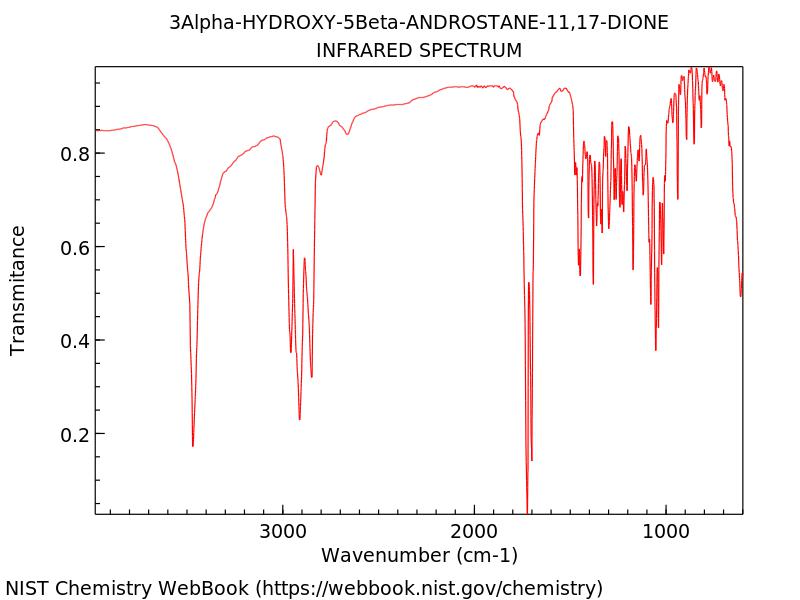 3Alpha-HYDROXY-5Beta-ANDROSTANE-11,17-DIONE
INFRARED SPECTRUM
0.8
0.6
0.4
0.2
Transmitance
3000 2000 1000
Wavenumber (cm-1)
NIST Chemistry WebBook (https://webbook.nist.gov/chemistry)